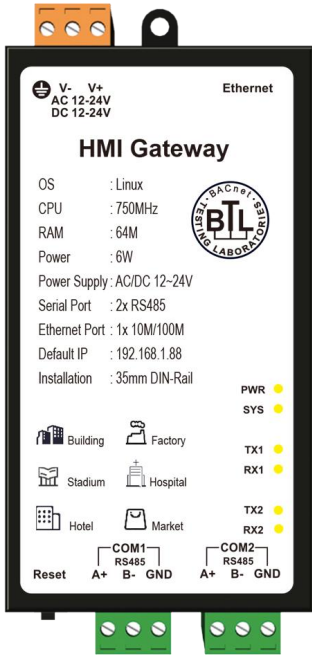 V- V+ Ethernet
AC 12-24V
DC 12-24V
HMI Gateway
OS : Linux
CPU : 750MHz
RAM : 64M
Power : 6W
Power Supply : AC/DC 12~24V
Serial Port : 2x RS485
Ethernet Port : 1x 10M/100M
Default IP : 192.168.1.88
Installation : 35mm DIN-Rail
BACnet
BTL
TESTING LABORATORIES
PWR
SYS
TX1
RX1
TX2
RX2
Building Factory
Stadium Hospital
Hotel Market
COM1 COM2
RS485 RS485
Reset A+ B- GND A+ B- GND